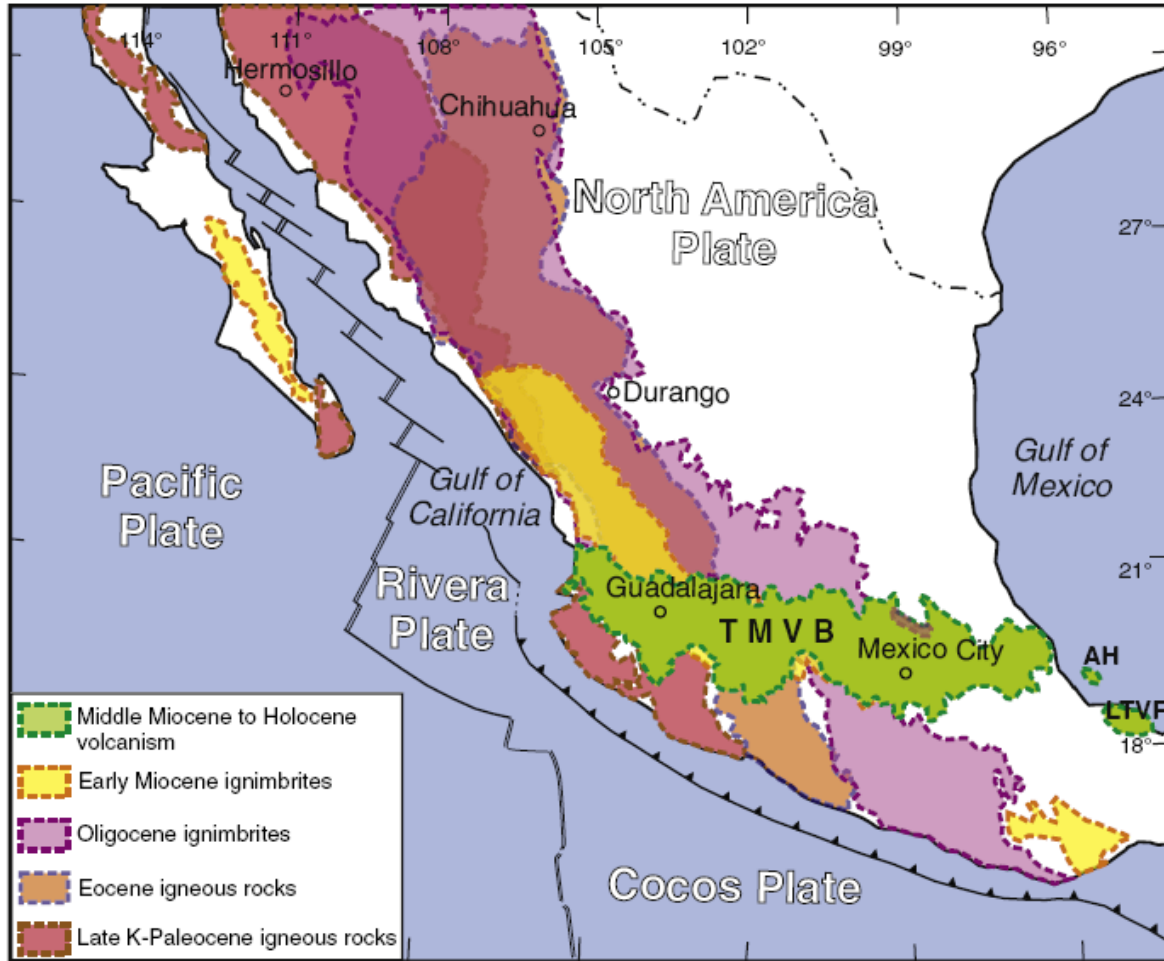 114° 111° 108° 105° 102° 99° 96°
Hermosillo
Chihuahua
North America
Plate
27°
24°
Durango
Pacific
Plate
Gulf of
California
Gulf of
Mexico
21°
Rivera
Plate
Guadalajara
T M V B
Mexico City
AH
LTVF
18°
Cocos Plate
Middle Miocene to Holocene
volcanism
Early Miocene ignimbrites
Oligocene ignimbrites
Eocene igneous rocks
Late K-Paleocene igneous rocks